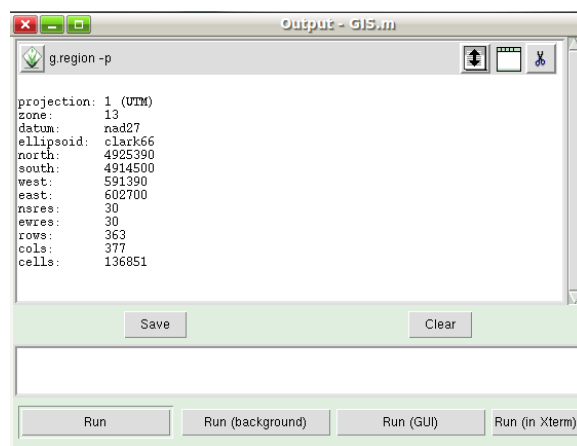 Output - GIS.m
g.region -p
projection: 1 (UTM)
zone: 13
datum: nad27
ellipsoid: clark66
north: 4925390
south: 4914500
west: 591390
east: 602700
nsres: 30
ewres: 30
rows: 363
cols: 377
cells: 136851
Save Clear
Run Run (background) Run (GUI) Run (in Xterm)